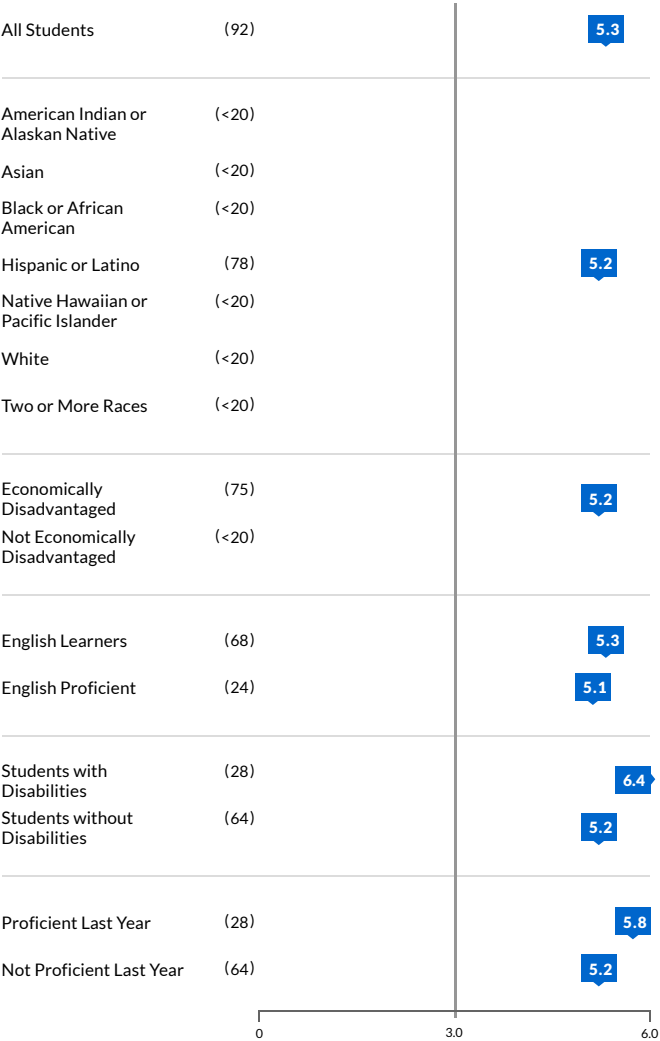 All Students (92) 5.3
American Indian or
Alaskan Native (<20)
Asian (<20)
Black or African
American (<20)
Hispanic or Latino (78) 5.2
Native Hawaiian or
Pacific Islander (<20)
White (<20)
Two or More Races (<20)
Economically
Disadvantaged (75) 5.2
Not Economically
Disadvantaged (<20)
English Learners (68) 5.3
English Proficient (24) 5.1
Students with
Disabilities (28) 6.4
Students without
Disabilities (64) 5.2
Proficient Last Year (28) 5.8
Not Proficient Last Year (64) 5.2
0 3.0 6.0